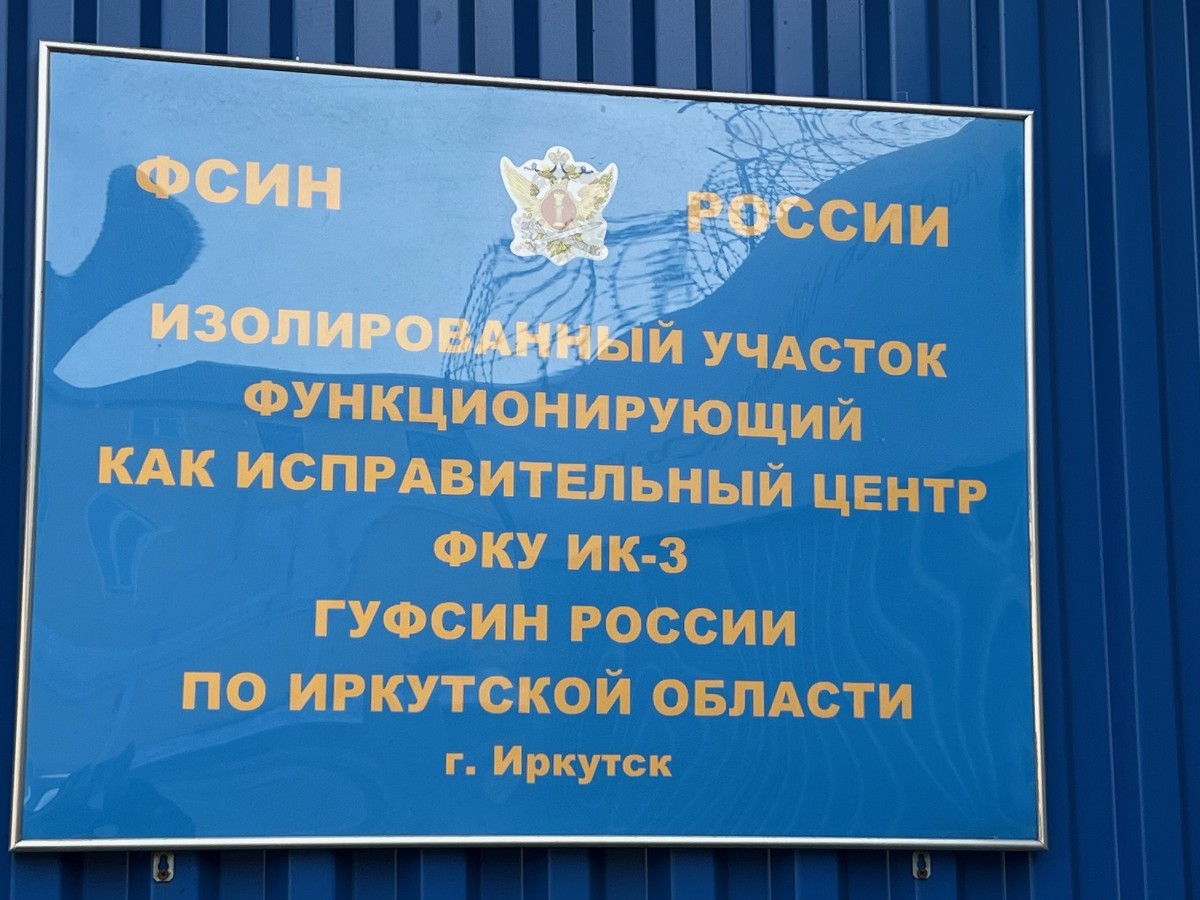 ФСИН РОССИИ
ИЗОЛИРОВАННЫЙ УЧАСТОК
ФУНКЦИОНИРУЮЩИЙ
КАК ИСПРАВИТЕЛЬНЫЙ ЦЕНТР
ФКУ ИК-3
ГУФСИН РОССИИ
ПО ИРКУТСКОЙ ОБЛАСТИ
г. Иркутск